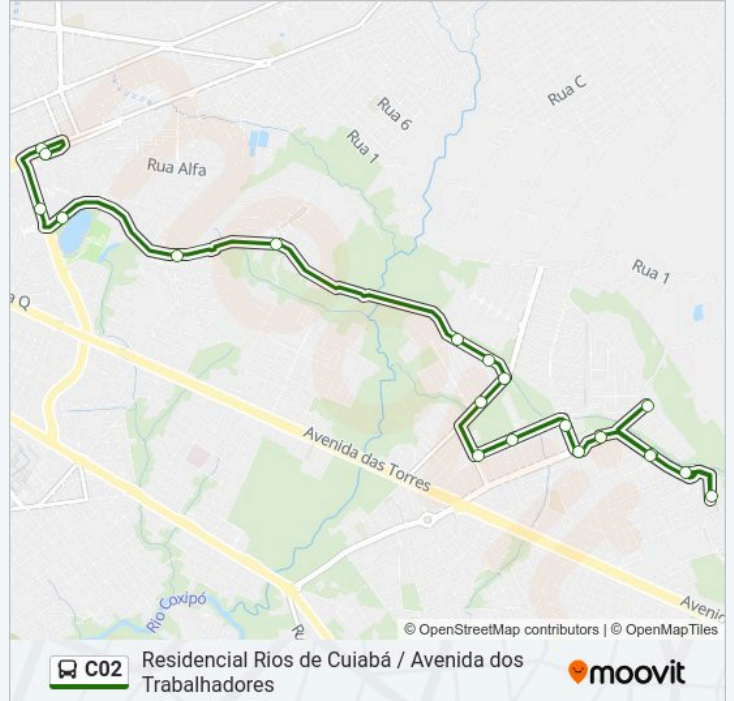 Rua C
Rua 6
Rua 1
Rua Alfa
Rua 1
a Q
Avenida das Torres
Rio Coxipó
Avenic
R
© OpenStreetMap contributors | © OpenMapTiles
C02
Residencial Rios de Cuiabá / Avenida dos
Trabalhadores
moovit